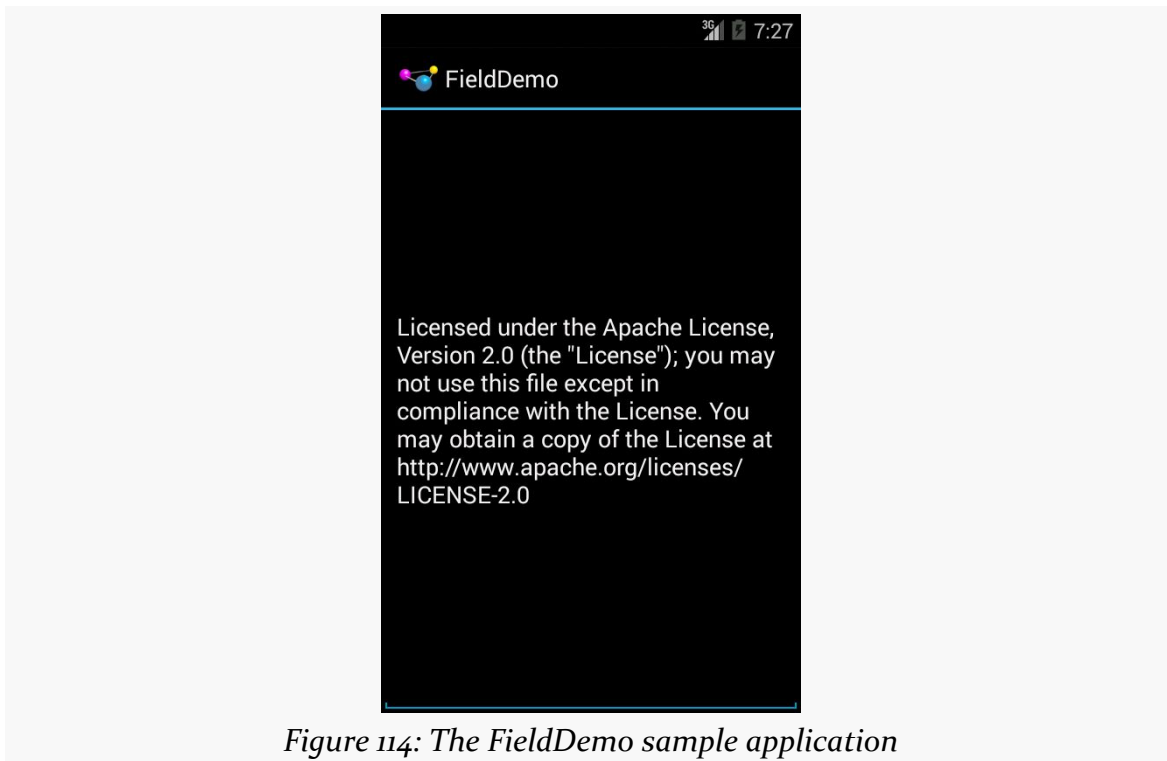 3G 7:27
FieldDemo
Licensed under the Apache License,
Version 2.0 (the "License"); you may
not use this file except in
compliance with the License. You
may obtain a copy of the License at
http://www.apache.org/licenses/
LICENSE-2.0
Figure 114: The FieldDemo sample application